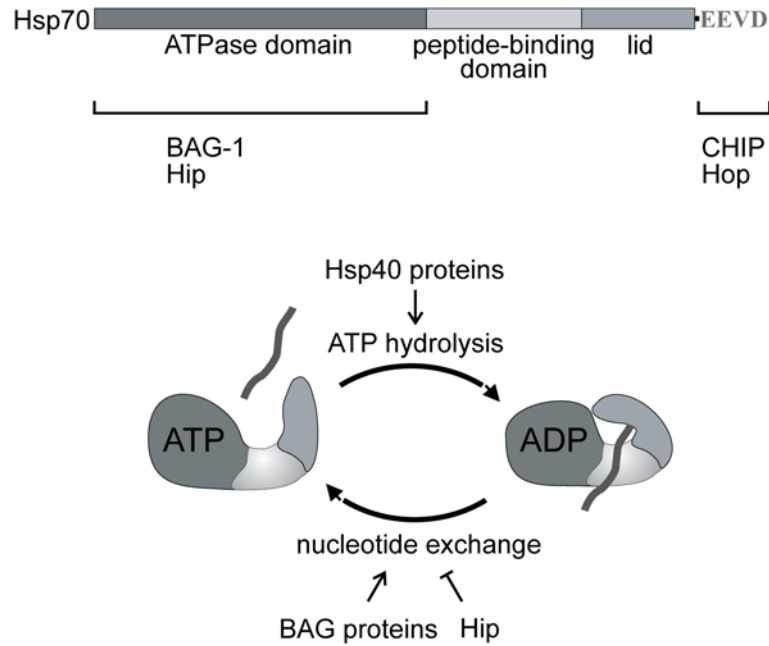 Hsp70
EEVD
ATPase domain
peptide-binding
domain
lid
BAG-1
Hip
CHIP
Hop
Hsp40 proteins
ATP hydrolysis
ATP
ADP
nucleotide exchange
BAG proteins
Hip